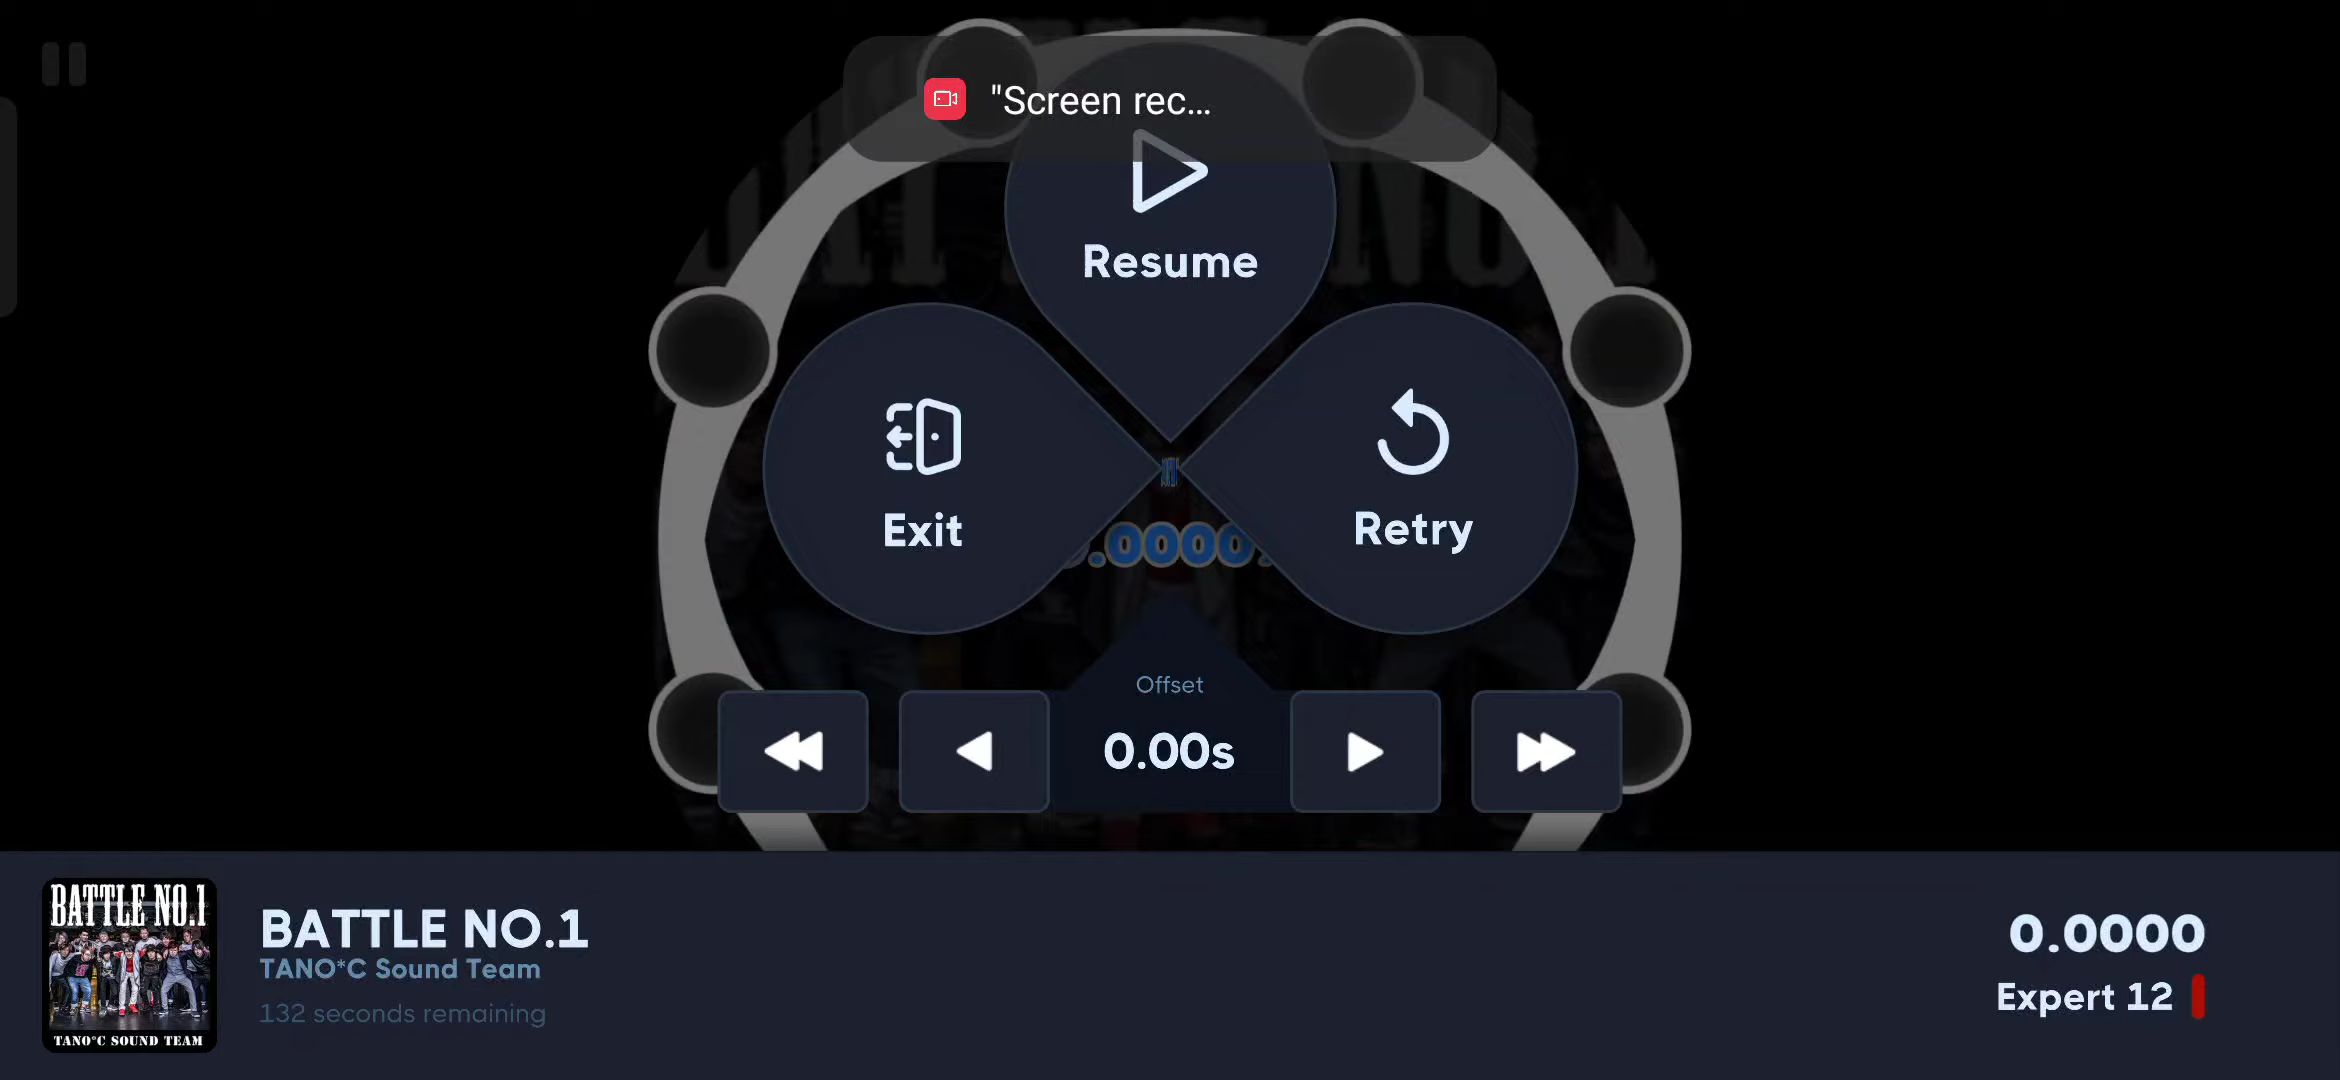 "Screen rec...
Resume
Exit
Retry
.0000
Offset
0.00s
BATTLE NO.1
TANO*C SOUND TEAM
BATTLE NO.1
TANO*C Sound Team
132 seconds remaining
0.0000
Expert 12